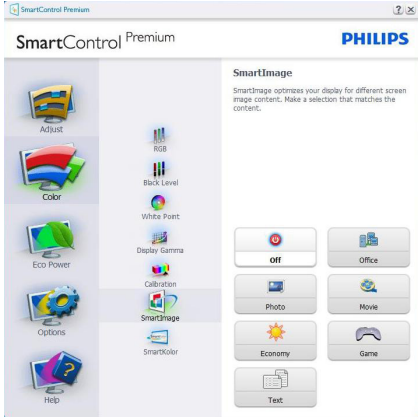 SmartControl Premium
SmartControl Premium
PHILIPS
Adjust
Color
Eco Power
Options
Help
RGB
Black Level
White Point
Display Gamma
Calibration
SmartImage
SmartKolor
SmartImage
SmartImage optimizes your display for different screen
image content. Make a selection that matches the
content.
Off
Office
Photo
Movie
Economy
Game
Text